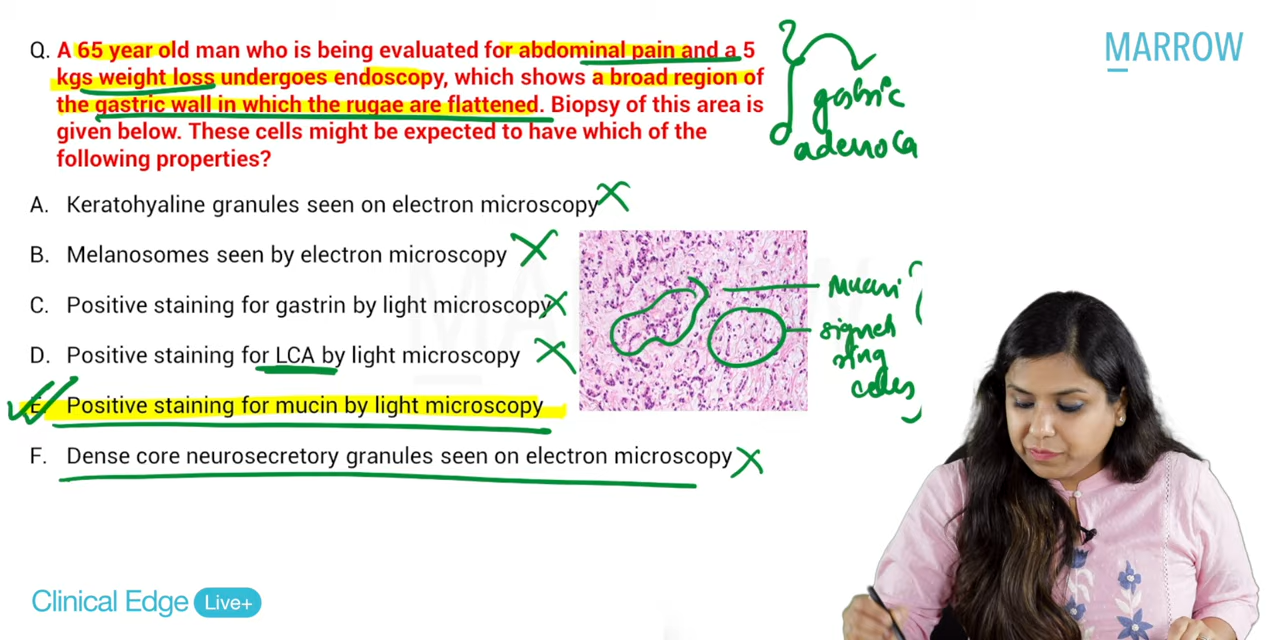 MARROW
Q. A 65 year old man who is being evaluated for abdominal pain and a 5
kgs weight loss undergoes endoscopy, which shows a broad region of
the gastric wall in which the rugae are flattened. Biopsy of this area is
given below. These cells might be expected to have which of the
following properties?
gastric
adenoca
A. Keratohyaline granules seen on electron microscopy
B. Melanosomes seen by electron microscopy
C. Positive staining for gastrin by light microscopy
D. Positive staining for LCA by light microscopy
E. Positive staining for mucin by light microscopy
F. Dense core neurosecretory granules seen on electron microscopy
mucin
signet
ring
cells
MARROW
Clinical Edge Live+